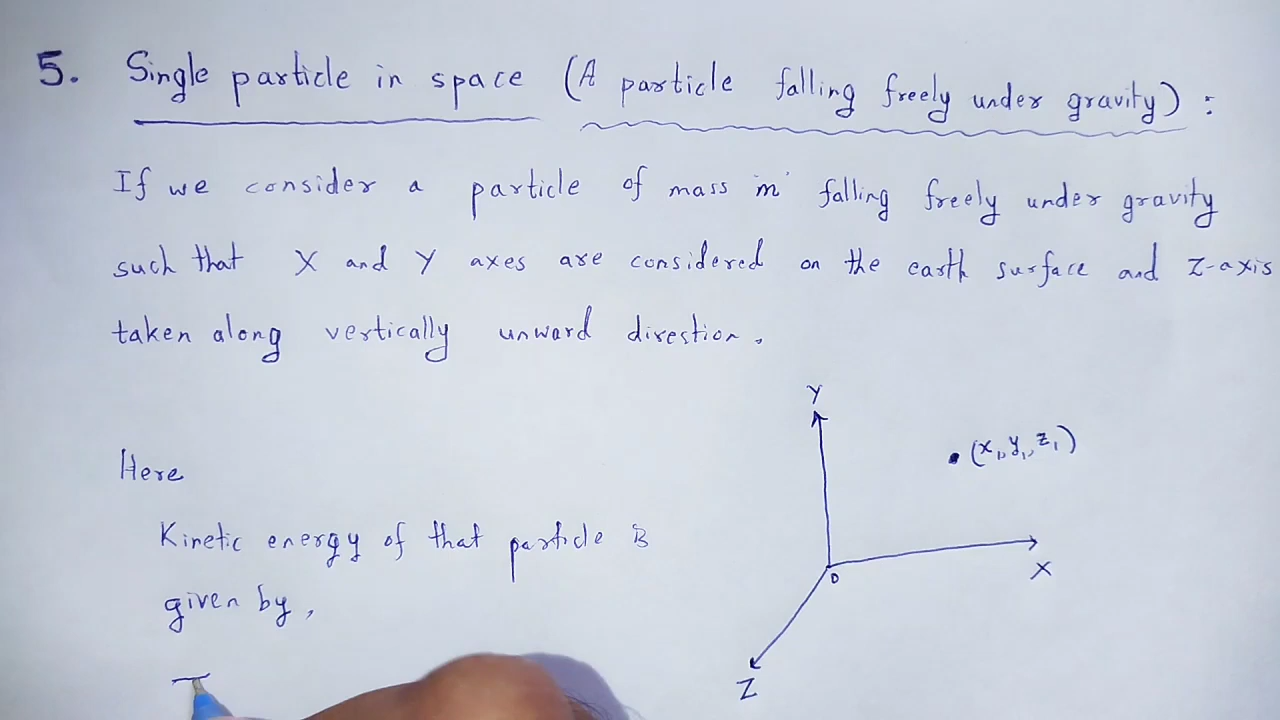 5. Single particle in space (A particle falling freely under gravity) :
If we consider a particle of mass 'm' falling freely under gravity
such that X and Y axes are considered on the earth surface and Z-axis
taken along vertically unward direction.
Y
(x₁, y₁, z₁)
Here
Kinetic energy of that particle is
O
X
given by,
T
Z